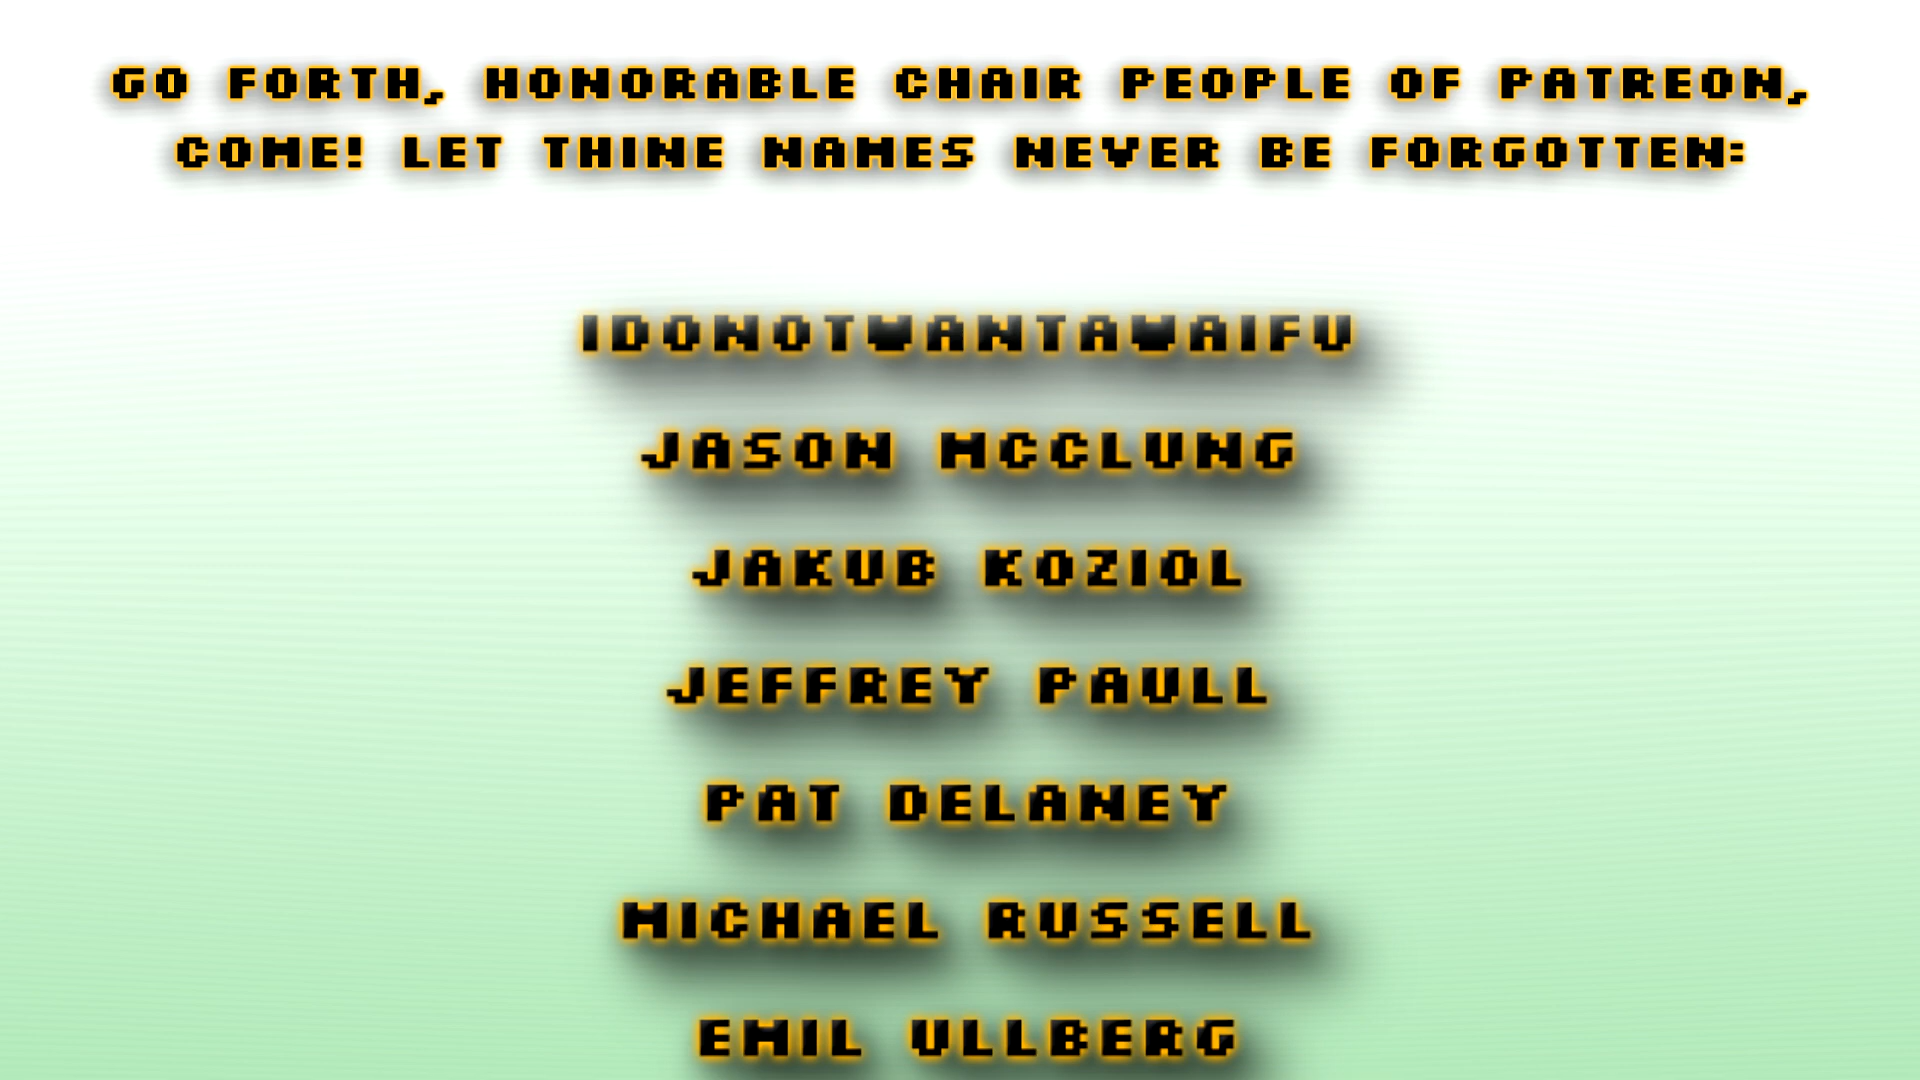 GO FORTH, HONORABLE CHAIR PEOPLE OF PATREON,
COME! LET THINE NAMES NEVER BE FORGOTTEN:
IDONOTWANTAWAIFU
JASON MCCLUNG
JAKUB KOZIOL
JEFFREY PAULL
PAT DELANEY
MICHAEL RUSSELL
EMIL ULLBERG